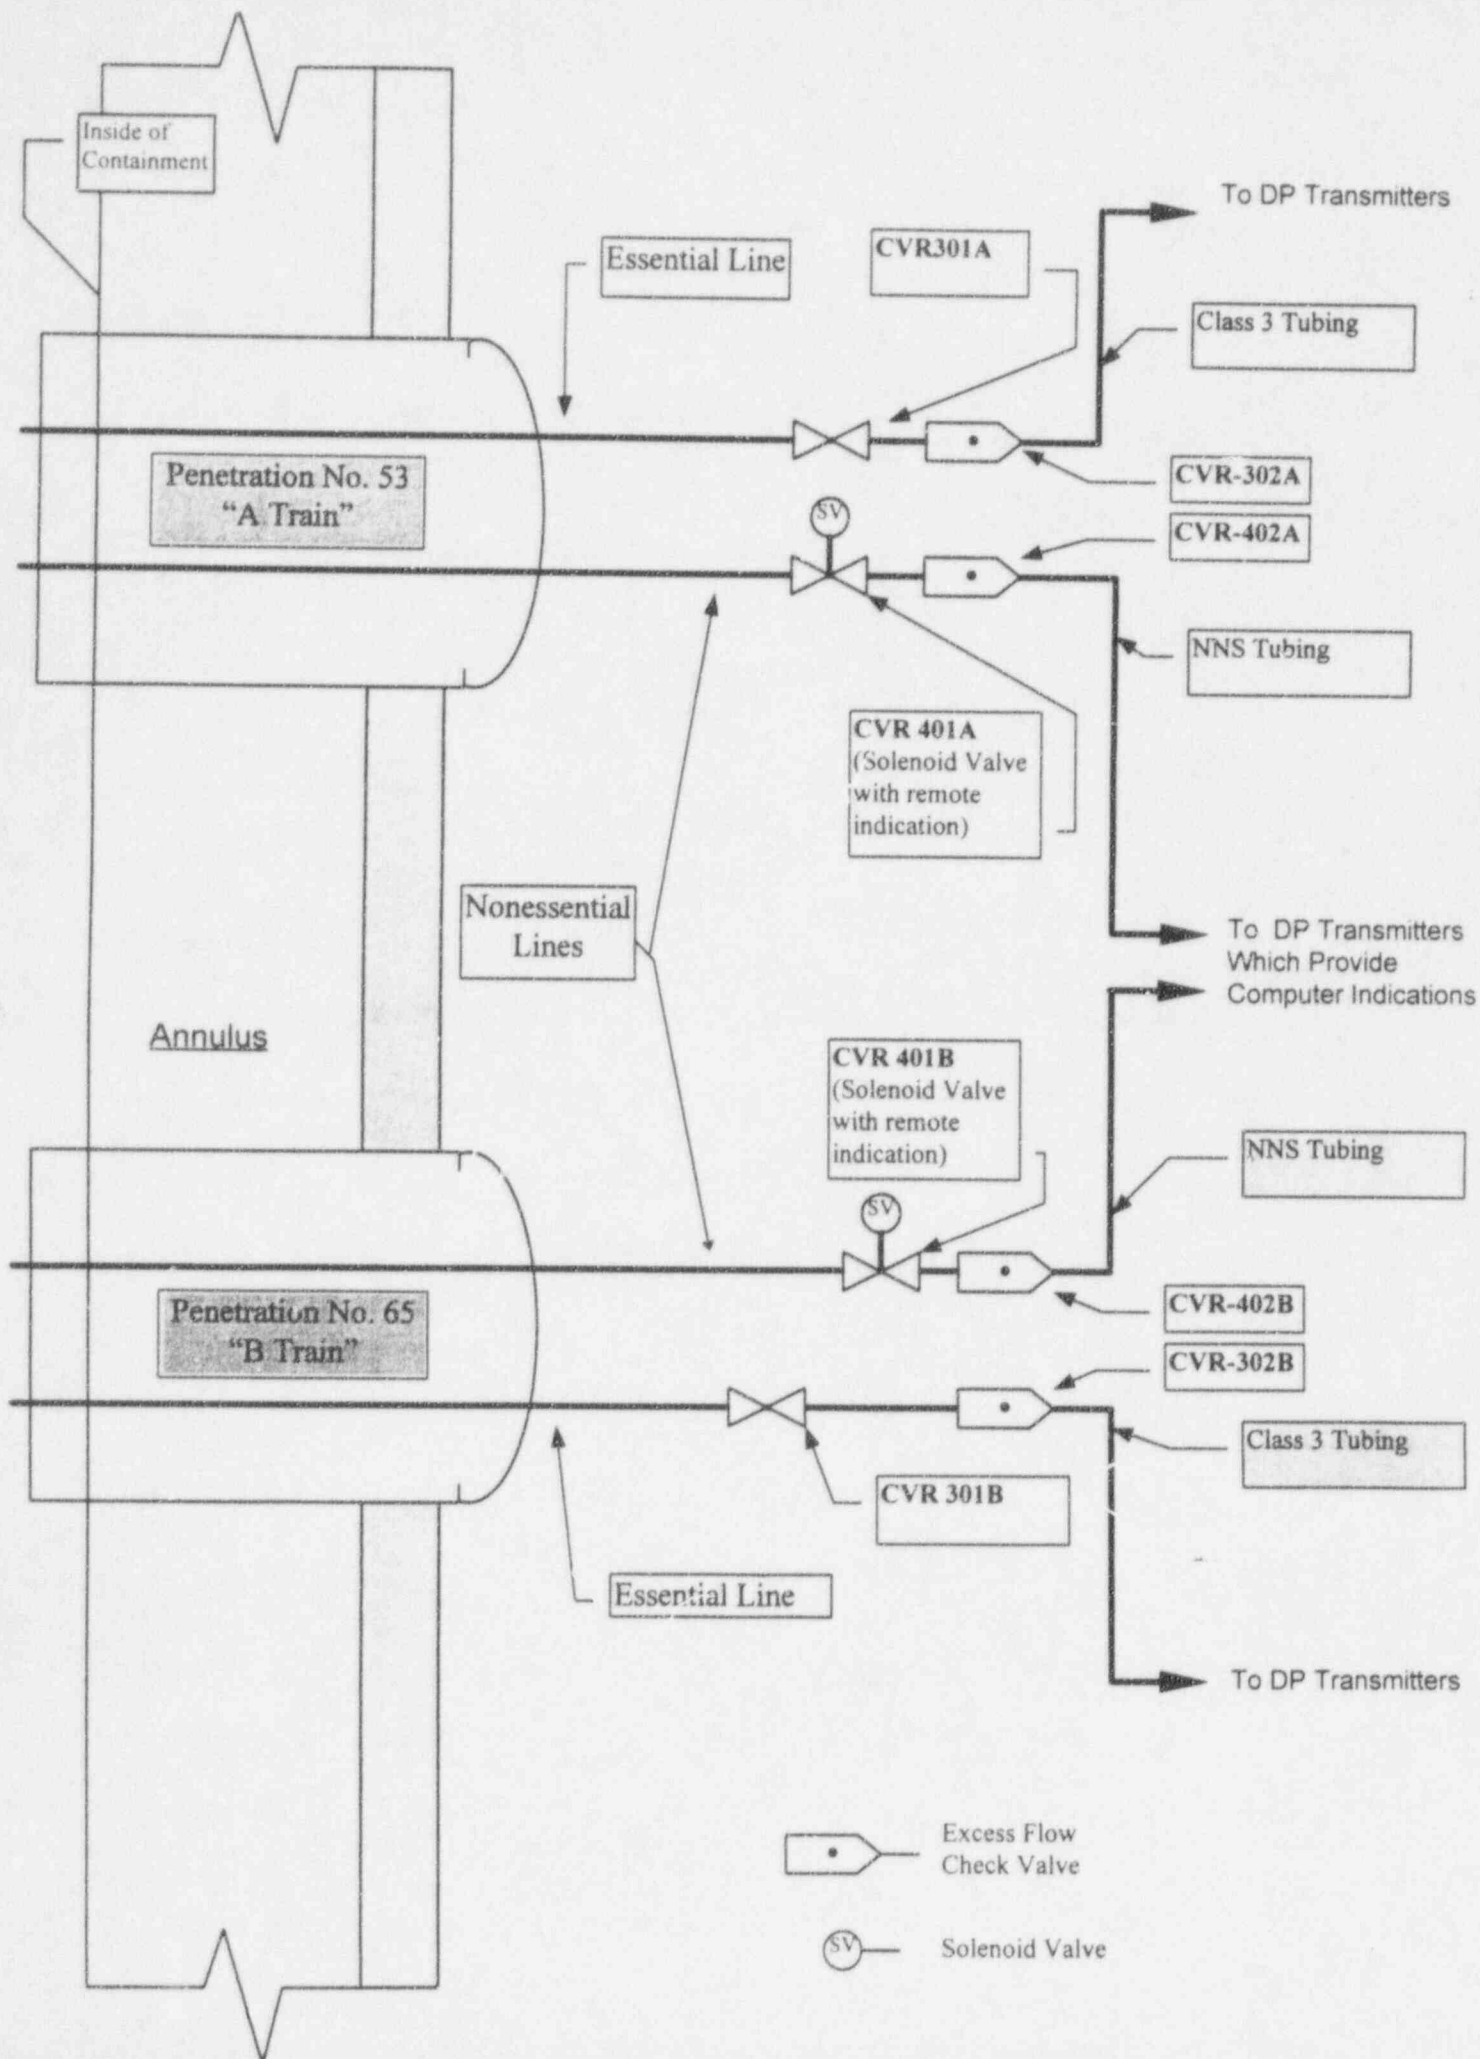 Inside of
Containment
To DP Transmitters
Essential Line
CVR301A
Class 3 Tubing
Penetration No. 53
“A Train”
CVR-302A
SV
CVR-402A
NNS Tubing
CVR 401A
(Solenoid Valve
with remote
indication)
Nonessential
Lines
To DP Transmitters
Which Provide
Computer Indications
Annulus
CVR 401B
(Solenoid Valve
with remote
indication)
NNS Tubing
SV
Penetration No. 65
“B Train”
CVR-402B
CVR-302B
Class 3 Tubing
CVR 301B
Essential Line
To DP Transmitters
Excess Flow
Check Valve
SV
Solenoid Valve